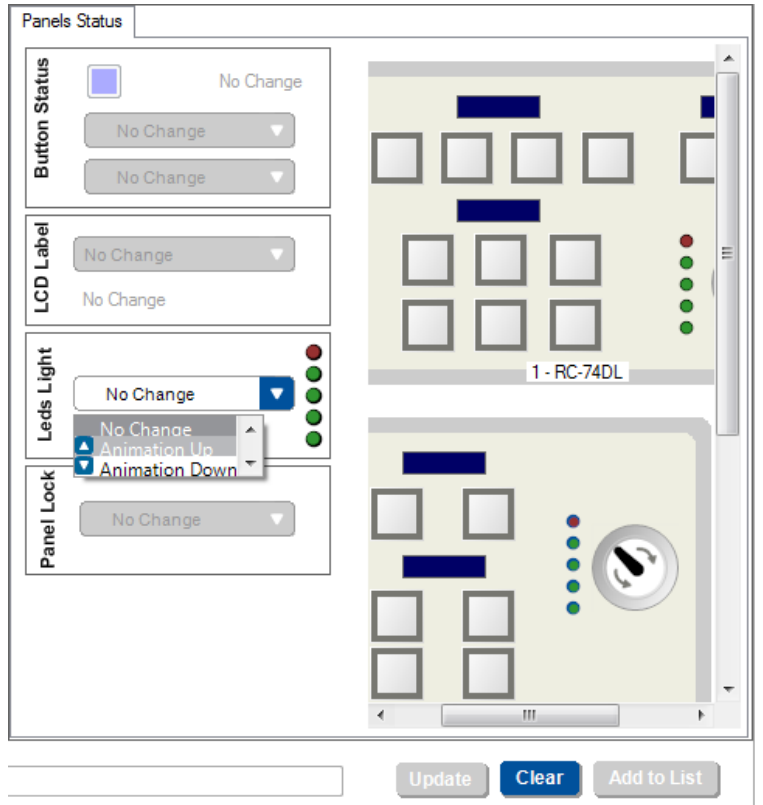 Panels Status
Button Status
No Change
No Change
No Change
LCD Label
No Change
No Change
Leds Light
No Change
No Change
Animation Up
Animation Down
Panel Lock
No Change
1 - RC-74DL
Update
Clear
Add to List